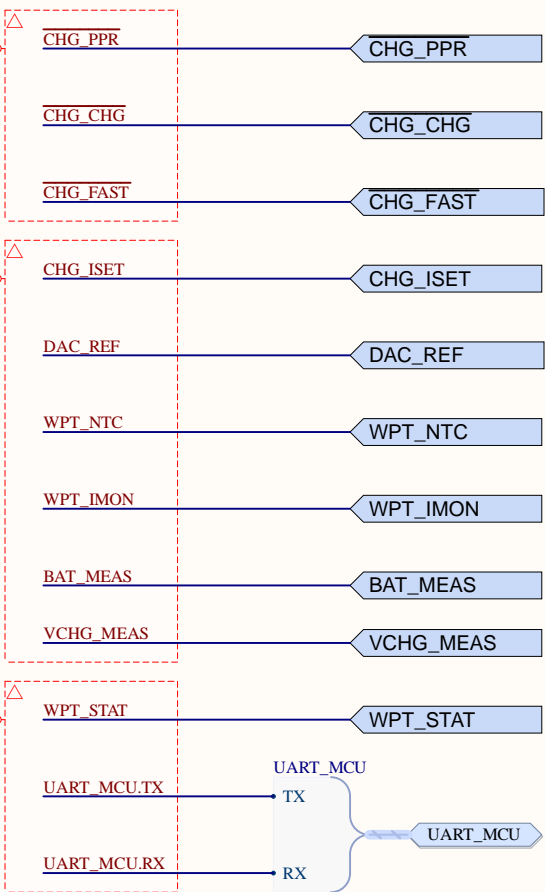 CHG_PPR CHG_PPR
CHG_CHG CHG_CHG
CHG_FAST CHG_FAST
CHG_ISET CHG_ISET
DAC_REF DAC_REF
WPT_NTC WPT_NTC
WPT_IMON WPT_IMON
BAT_MEAS BAT_MEAS
VCHG_MEAS VCHG_MEAS
WPT_STAT WPT_STAT
UART_MCU
UART_MCU.TX TX
UART_MCU
UART_MCU.RX RX